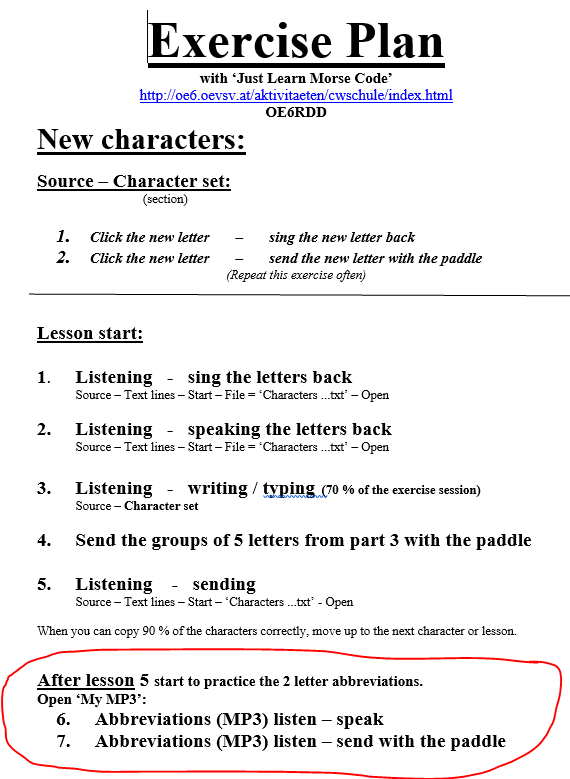 Exercise Plan
with ‘Just Learn Morse Code’
http://oe6.oevsv.at/aktivitaeten/cwschule/index.html
OE6RDD
New characters:
Source – Character set:
(section)
1. Click the new letter – sing the new letter back
2. Click the new letter – send the new letter with the paddle
(Repeat this exercise often)
Lesson start:
1. Listening - sing the letters back
Source – Text lines – Start – File = ‘Characters ...txt’ – Open
2. Listening - speaking the letters back
Source – Text lines – Start – File = ‘Characters ...txt’ – Open
3. Listening - writing / typing (70 % of the exercise session)
Source – Character set
4. Send the groups of 5 letters from part 3 with the paddle
5. Listening - sending
Source – Text lines – Start – ‘Characters ...txt’ - Open
When you can copy 90 % of the characters correctly, move up to the next character or lesson.
After lesson 5 start to practice the 2 letter abbreviations.
Open ‘My MP3’:
6. Abbreviations (MP3) listen – speak
7. Abbreviations (MP3) listen – send with the paddle